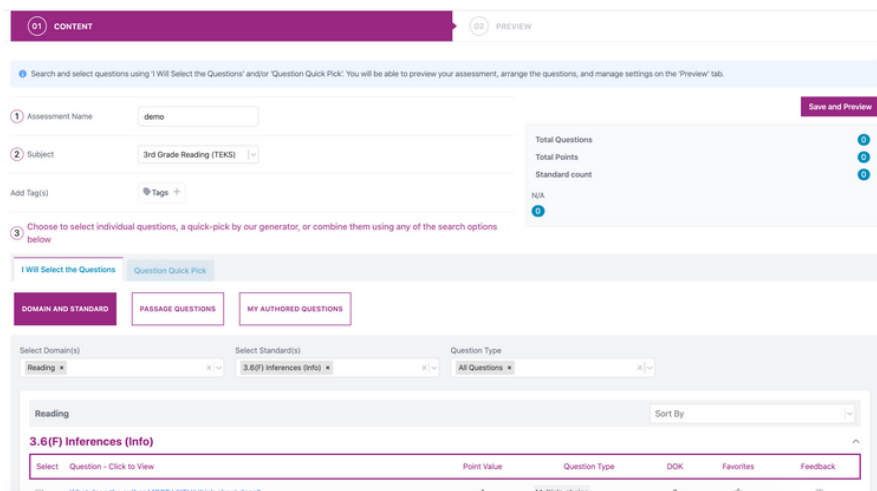 01 CONTENT
02 PREVIEW
Search and select questions using 'I Will Select the Questions' and/or 'Question Quick Pick'. You will be able to preview your assessment, arrange the questions, and manage settings on the 'Preview' tab.
1 Assessment Name demo
Save and Preview
Total Questions 0
Total Points 0
Standard count 0
N/A
0
2 Subject 3rd Grade Reading (TEKS)
Add Tag(s) Tags +
3 Choose to select individual questions, a quick-pick by our generator, or combine them using any of the search options
below
I Will Select the Questions Question Quick Pick
DOMAIN AND STANDARD PASSAGE QUESTIONS MY AUTHORED QUESTIONS
Select Domain(s) Select Standard(s) Question Type
Reading × 3.6(F) Inferences (Info) × All Questions ×
Reading Sort By
3.6(F) Inferences (Info)
Select Question - Click to View Point Value Question Type DOK Favorites Feedback